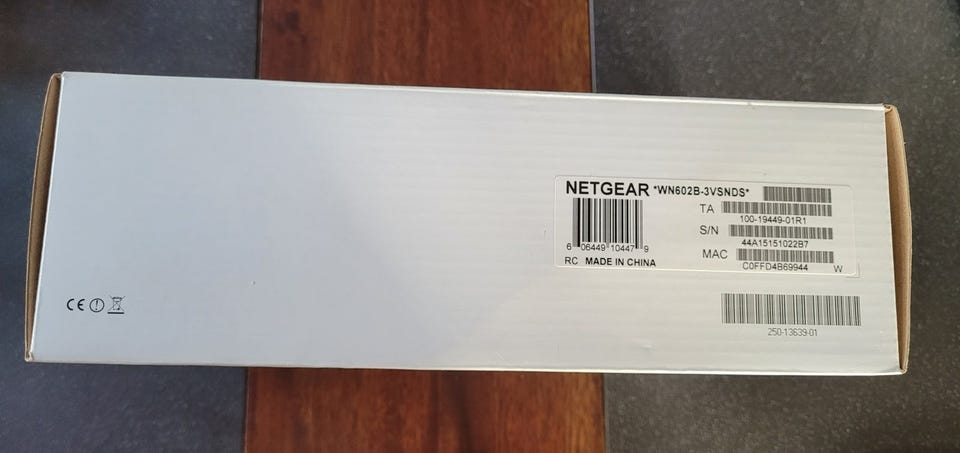 NETGEAR *WN602B-3VSNDS*
TA
100-19449-01R1
S/N
44A15151022B7
MAC
C0FFD4B69944 W
6 06449 10447 9
RC MADE IN CHINA
CE
250-13639-01